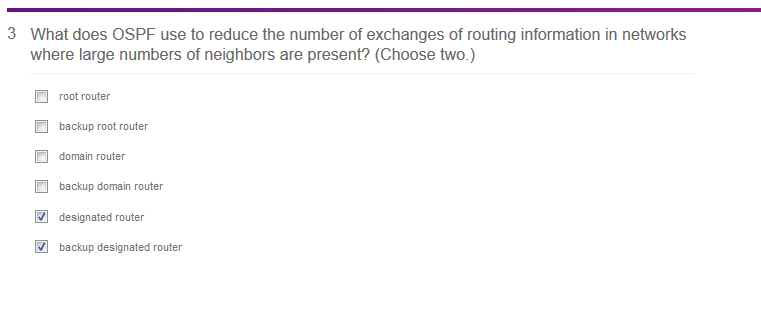 3 What does OSPF use to reduce the number of exchanges of routing information in networks
where large numbers of neighbors are present? (Choose two.)
root router
backup root router
domain router
backup domain router
designated router
backup designated router